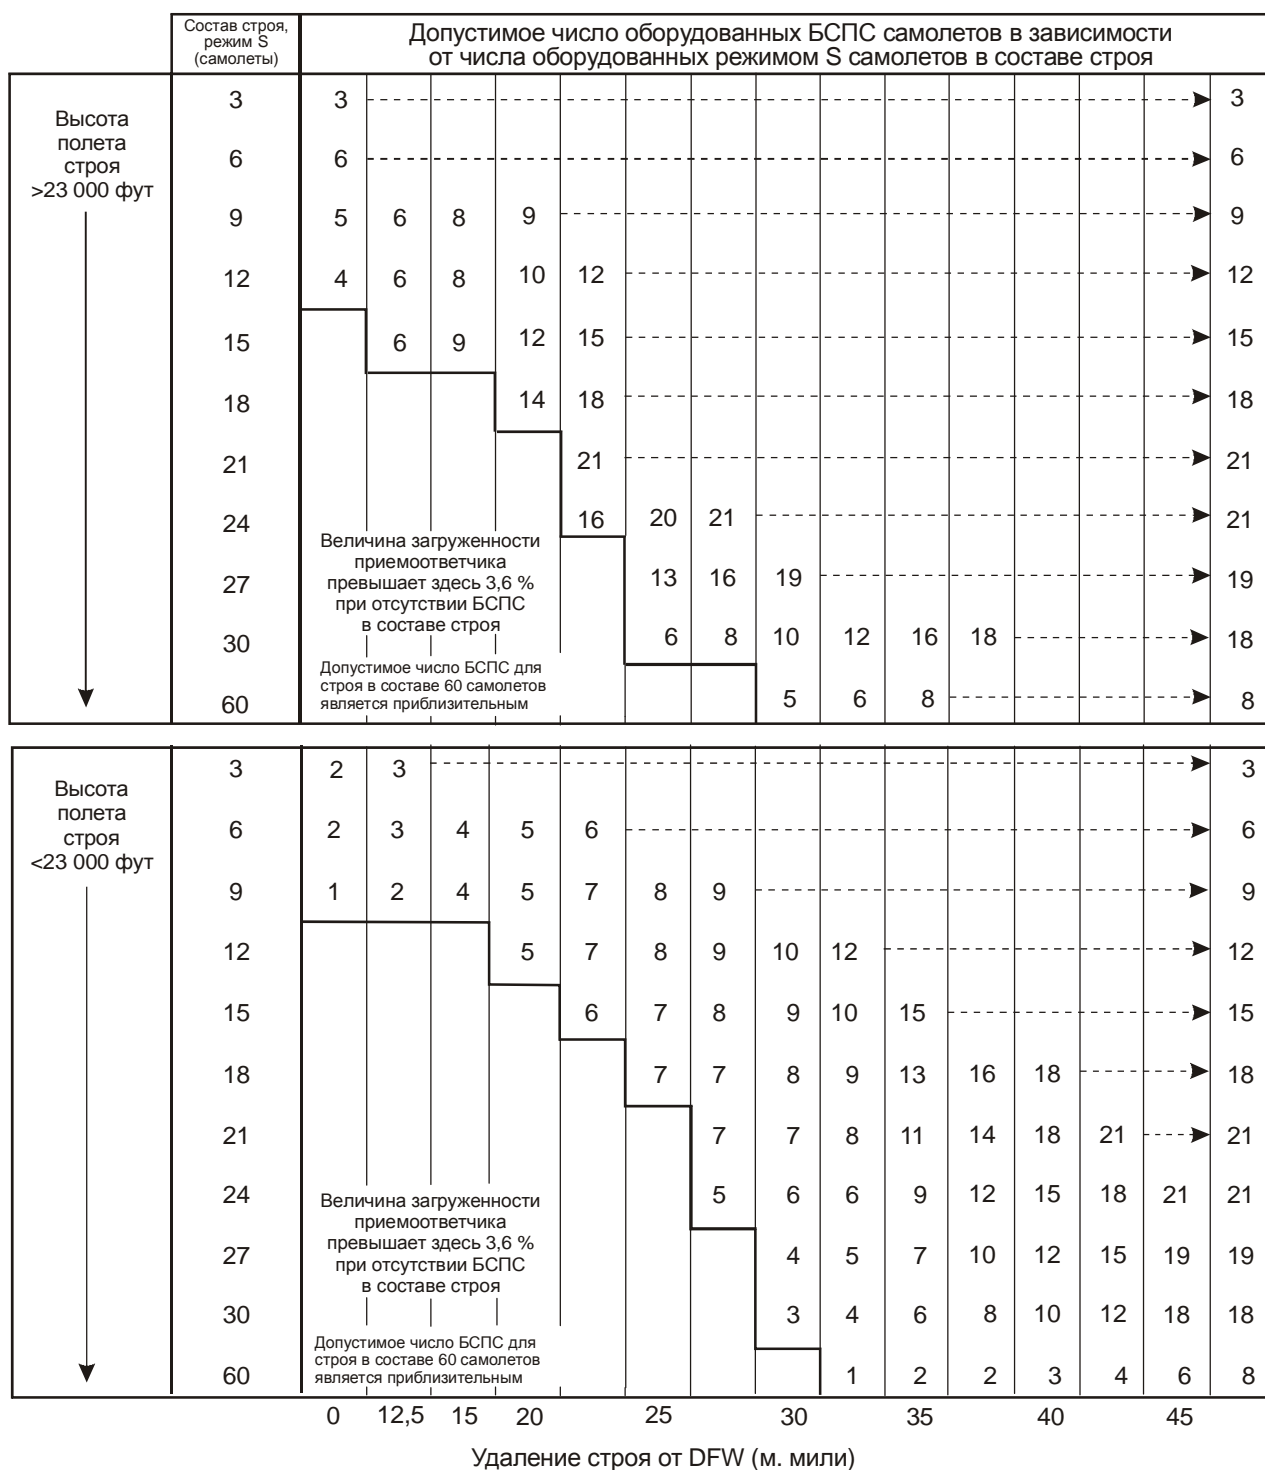 Состав строя,
режим S
(самолеты)
Допустимое число оборудованных БСПС самолетов в зависимости
от числа оборудованных режимом S самолетов в составе строя
Высота
полета
строя
>23 000 фут
3 3 3
6 6 6
9 5 6 8 9 9
12 4 6 8 10 12 12
15 6 9 12 15 15
18 14 18 18
21 21 21
24 16 20 21 21
27 13 16 19 19
30 6 8 10 12 16 18 18
60 5 6 8 8
Величина загруженности
приемоответчика
превышает здесь 3,6 %
при отсутствии БСПС
в составе строя
Допустимое число БСПС для
строя в составе 60 самолетов
является приблизительным
Высота
полета
строя
<23 000 фут
3 2 3 3
6 2 3 4 5 6 6
9 1 2 4 5 7 8 9 9
12 5 7 8 9 10 12 12
15 6 7 8 9 10 15 15
18 7 7 8 9 13 16 18 18
21 7 7 8 11 14 18 21 21
24 5 6 6 9 12 15 18 21 21
27 4 5 7 10 12 15 19 19
30 3 4 6 8 10 12 18 18
60 1 2 2 3 4 6 8
Величина загруженности
приемоответчика
превышает здесь 3,6 %
при отсутствии БСПС
в составе строя
Допустимое число БСПС для
строя в составе 60 самолетов
является приблизительным
0 12,5 15 20 25 30 35 40 45
Удаление строя от DFW (м. мили)